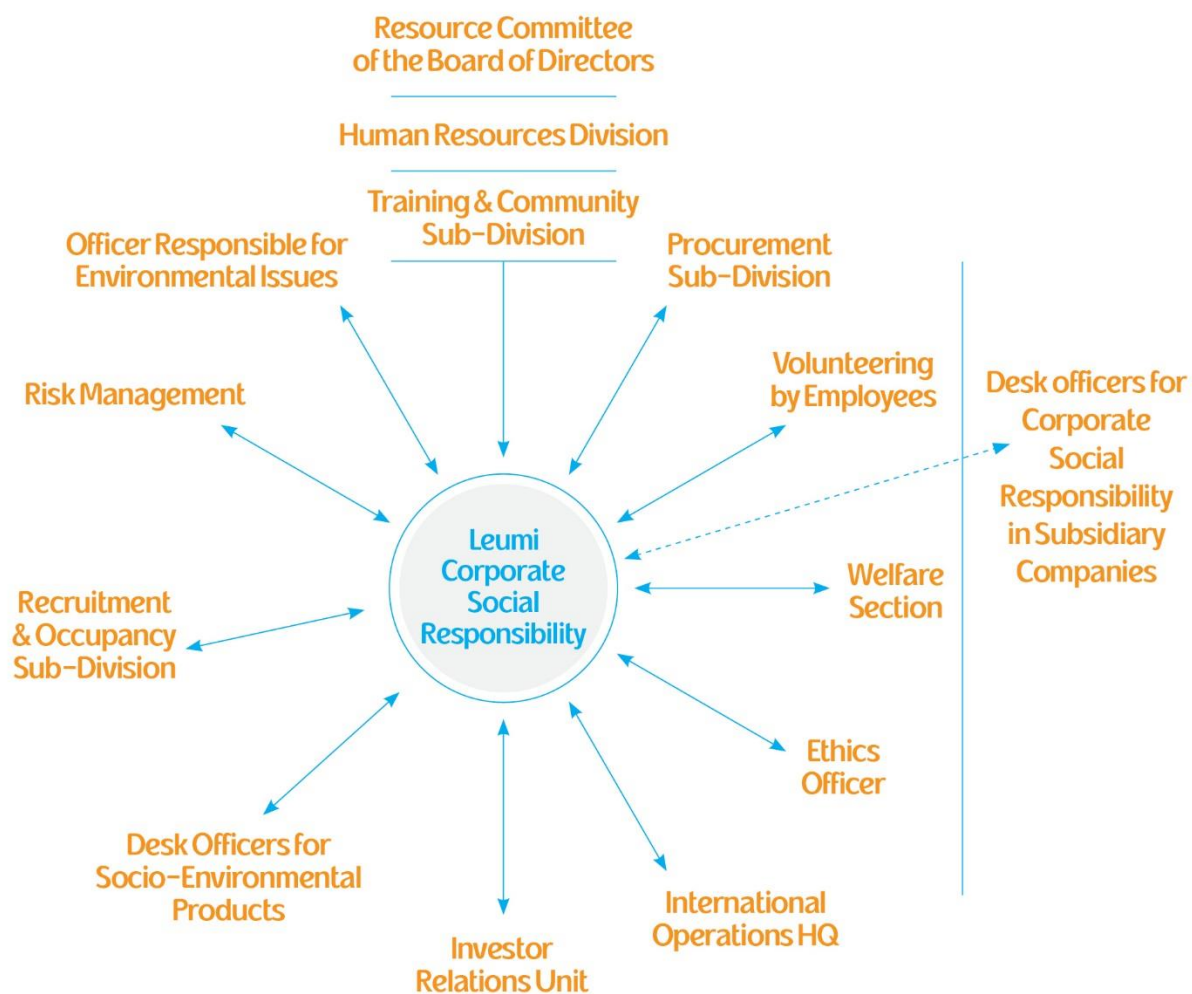 Resource Committee
of the Board of Directors
Human Resources Division
Training & Community
Sub-Division
Officer Responsible for
Environmental Issues
Procurement
Sub-Division
Risk Management
Volunteering
by Employees
Desk officers for
Corporate
Social
Responsibility
in Subsidiary
Companies
Leumi
Corporate
Social
Responsibility
Welfare
Section
Recruitment
& Occupancy
Sub-Division
Ethics
Officer
Desk Officers for
Socio-Environmental
Products
International
Operations HQ
Investor
Relations Unit